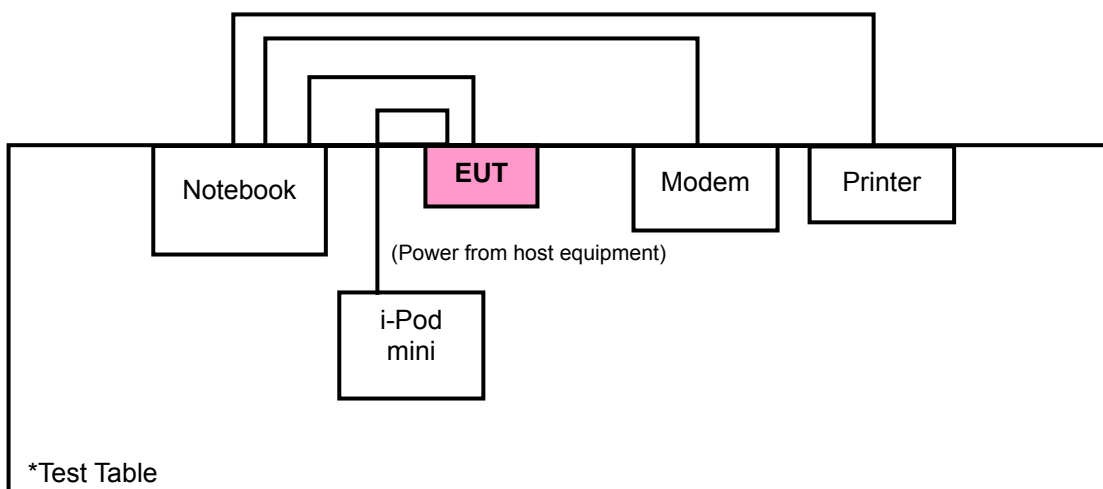 Notebook
EUT
Modem
Printer
(Power from host equipment)
i-Pod
mini
*Test Table